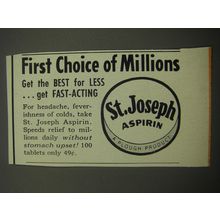 First Choice of Millions
Get the BEST for LESS
... get FAST-ACTING
For headache, fever-
ishness of colds, take
St. Joseph Aspirin.
Speeds relief to mil-
lions daily without
stomach upset! 100
tablets only 49¢.
St. Joseph
ASPIRIN
A PLOUGH PRODUCT